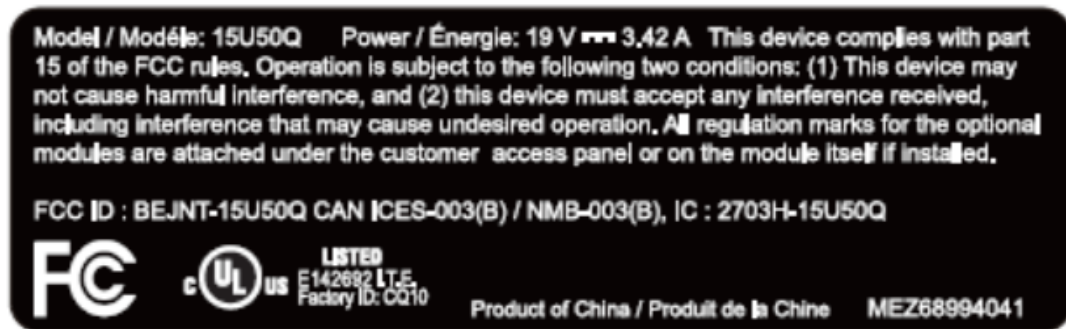 Model / Modéle: 15U50Q Power / Énergie: 19 V ⎓ 3.42 A This device complies with part
15 of the FCC rules. Operation is subject to the following two conditions: (1) This device may
not cause harmful interference, and (2) this device must accept any interference received,
including interference that may cause undesired operation. All regulation marks for the optional
modules are attached under the customer access panel or on the module itself if installed.
FCC ID : BEJNT-15U50Q CAN ICES-003(B) / NMB-003(B), IC : 2703H-15U50Q
FC
c UL us
LISTED
E142692 I.T.E.
Factory ID: CQ10
Product of China / Produit de la Chine MEZ68994041